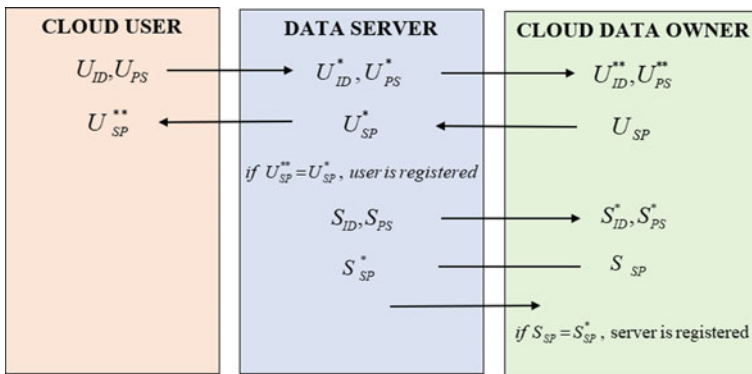 CLOUD USER DATA SERVER CLOUD DATA OWNER
U_ID, U_PS U*_ID, U*_PS U**_ID, U**_PS
U**_SP U*_SP U_SP
if U**_SP = U*_SP , user is registered
S_ID, S_PS S*_ID, S*_PS
S*_SP S_SP
if S_SP = S*_SP , server is registered